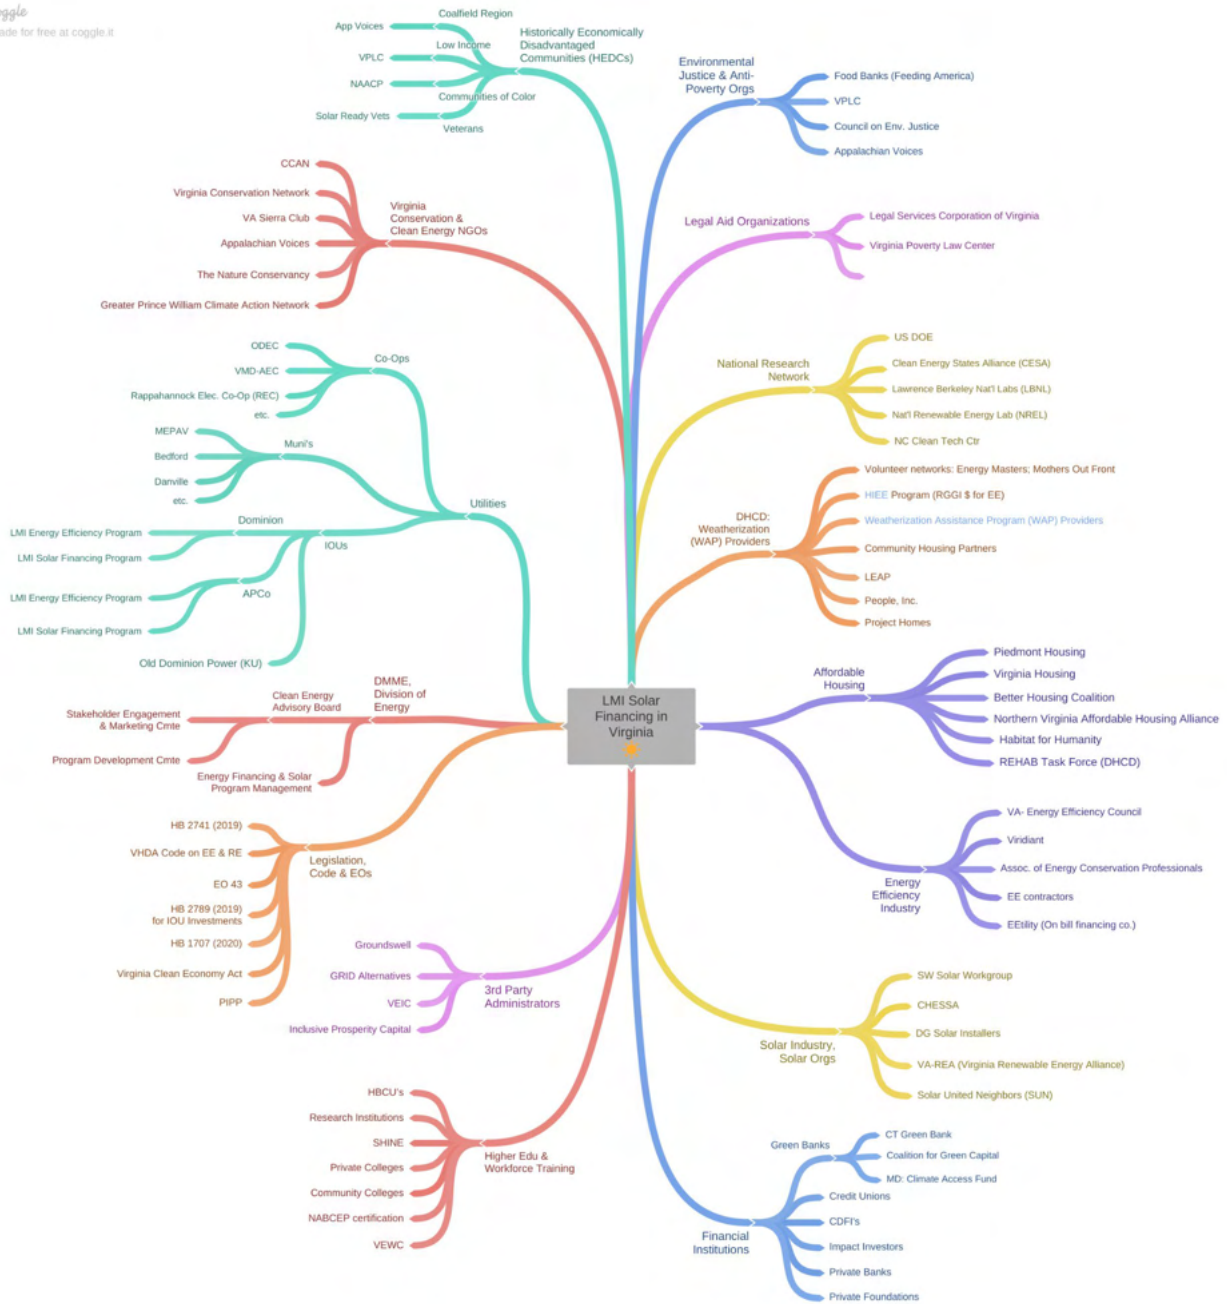 oggle
ade for free at coggle.it
Coalfield Region
App Voices
Low Income
VPLC
NAACP
Communities of Color
Solar Ready Vets
Veterans
Historically Economically
Disadvantaged
Communities (HEDCs)
Environmental
Justice & Anti-
Poverty Orgs
Food Banks (Feeding America)
VPLC
Council on Env. Justice
Appalachian Voices
CCAN
Virginia Conservation Network
VA Sierra Club
Appalachian Voices
The Nature Conservancy
Greater Prince William Climate Action Network
Virginia
Conservation &
Clean Energy NGOs
Legal Aid Organizations
Legal Services Corporation of Virginia
Virginia Poverty Law Center
National Research
Network
US DOE
Clean Energy States Alliance (CESA)
Lawrence Berkeley Nat'l Labs (LBNL)
Nat'l Renewable Energy Lab (NREL)
NC Clean Tech Ctr
ODEC
VMD-AEC
Rappahannock Elec. Co-Op (REC)
etc.
Co-Ops
MEPAV
Bedford
Danville
etc.
Muni's
Utilities
Dominion
LMI Energy Efficiency Program
LMI Solar Financing Program
IOUs
APCo
LMI Energy Efficiency Program
LMI Solar Financing Program
Old Dominion Power (KU)
DHCD:
Weatherization
(WAP) Providers
Volunteer networks: Energy Masters; Mothers Out Front
HIEE Program (RGGI $ for EE)
Weatherization Assistance Program (WAP) Providers
Community Housing Partners
LEAP
People, Inc.
Project Homes
DMME,
Division of
Energy
Clean Energy
Advisory Board
Stakeholder Engagement
& Marketing Cmte
Program Development Cmte
Energy Financing & Solar
Program Management
LMI Solar
Financing in
Virginia
Affordable
Housing
Piedmont Housing
Virginia Housing
Better Housing Coalition
Northern Virginia Affordable Housing Alliance
Habitat for Humanity
REHAB Task Force (DHCD)
HB 2741 (2019)
VHDA Code on EE & RE
EO 43
HB 2789 (2019)
for IOU Investments
HB 1707 (2020)
Virginia Clean Economy Act
PIPP
Legislation,
Code & EOs
Energy
Efficiency
Industry
VA- Energy Efficiency Council
Viridiant
Assoc. of Energy Conservation Professionals
EE contractors
EEtility (On bill financing co.)
Groundswell
GRID Alternatives
VEIC
Inclusive Prosperity Capital
3rd Party
Administrators
Solar Industry,
Solar Orgs
SW Solar Workgroup
CHESSA
DG Solar Installers
VA-REA (Virginia Renewable Energy Alliance)
Solar United Neighbors (SUN)
HBCU's
Research Institutions
SHINE
Private Colleges
Community Colleges
NABCEP certification
VEWC
Higher Edu &
Workforce Training
Green Banks
CT Green Bank
Coalition for Green Capital
MD: Climate Access Fund
Credit Unions
CDFI's
Impact Investors
Private Banks
Private Foundations
Financial
Institutions